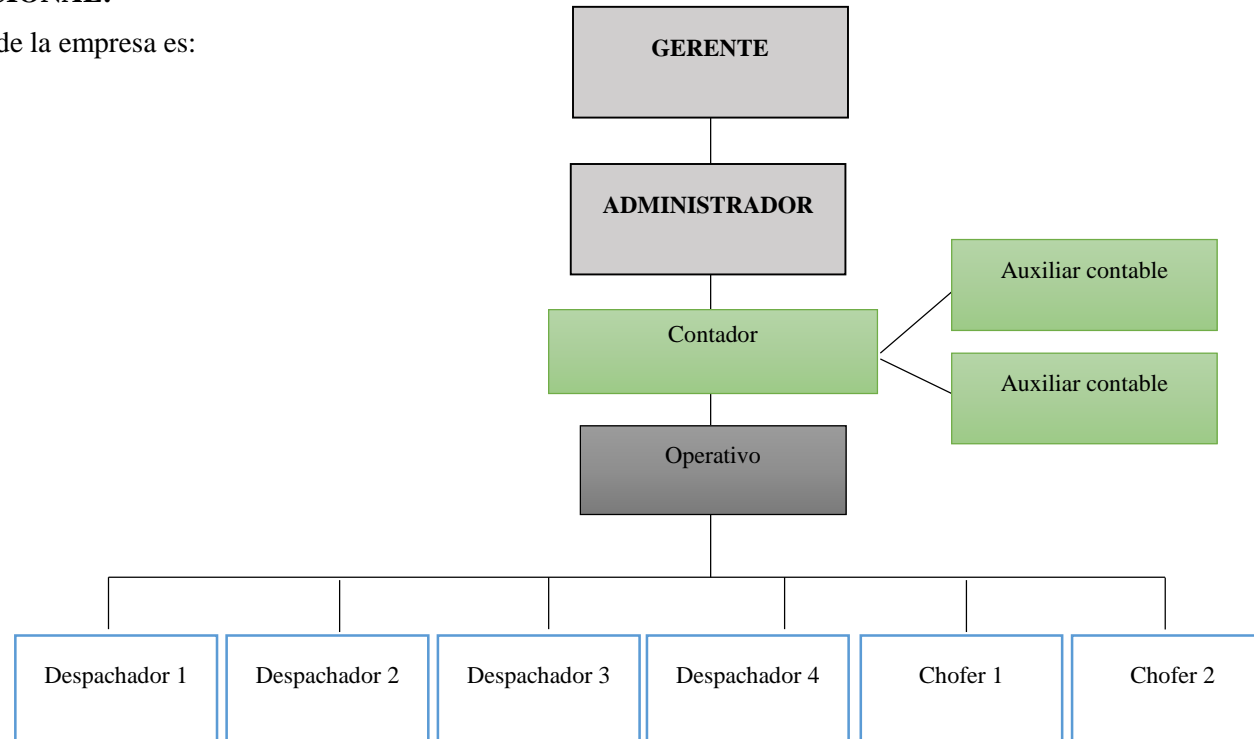 de la empresa es:
GERENTE
ADMINISTRADOR
Auxiliar contable
Contador
Auxiliar contable
Operativo
Despachador 1
Despachador 2
Despachador 3
Despachador 4
Chofer 1
Chofer 2